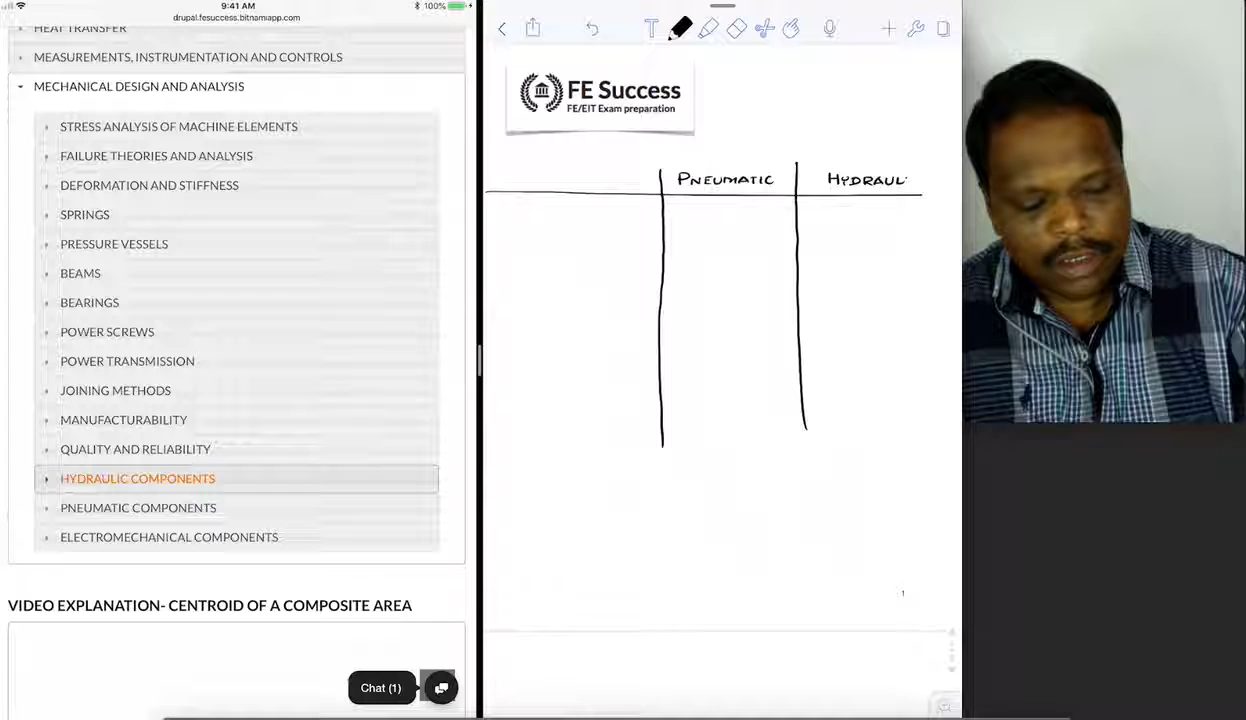 9:41 AM
100%
drupal.fesuccess.bitnamiapp.com
HEAT TRANSFER
MEASUREMENTS, INSTRUMENTATION AND CONTROLS
MECHANICAL DESIGN AND ANALYSIS
STRESS ANALYSIS OF MACHINE ELEMENTS
FAILURE THEORIES AND ANALYSIS
DEFORMATION AND STIFFNESS
SPRINGS
PRESSURE VESSELS
BEAMS
BEARINGS
POWER SCREWS
POWER TRANSMISSION
JOINING METHODS
MANUFACTURABILITY
QUALITY AND RELIABILITY
HYDRAULIC COMPONENTS
PNEUMATIC COMPONENTS
ELECTROMECHANICAL COMPONENTS
VIDEO EXPLANATION- CENTROID OF A COMPOSITE AREA
Chat (1)
T
FE Success
FE/EIT Exam preparation
PNEUMATIC HYDRAUL
1